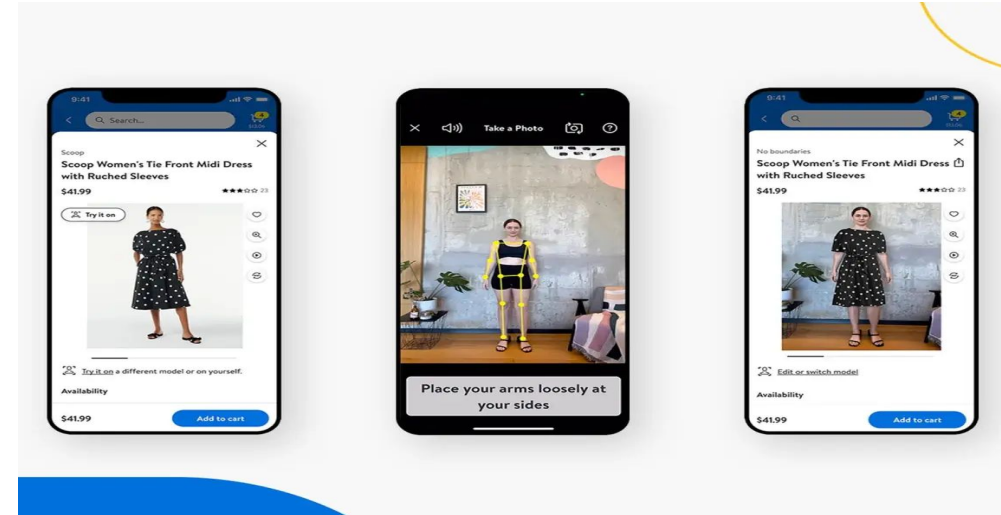 9:41
Search...
4
Scoop
Scoop Women's Tie Front Midi Dress
with Ruched Sleeves
$41.99
23
Try it on
Try it on a different model or on yourself.
Availability
$41.99
Add to cart
Take a Photo
Place your arms loosely at
your sides
9:41
4
No boundaries
Scoop Women's Tie Front Midi Dress
with Ruched Sleeves
$41.99
23
Edit or switch model
Availability
$41.99
Add to cart